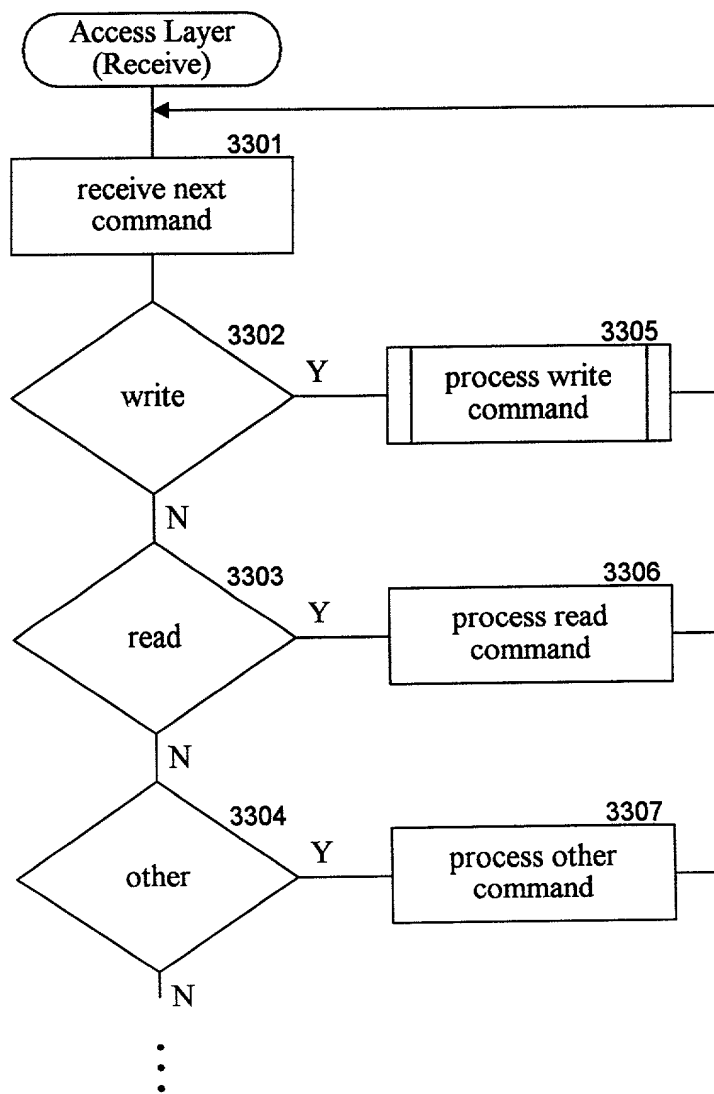 Access Layer
(Receive)
3301
receive next
command
3302
write
Y
3305
process write
command
N
3303
read
Y
3306
process read
command
N
3304
other
Y
3307
process other
command
N